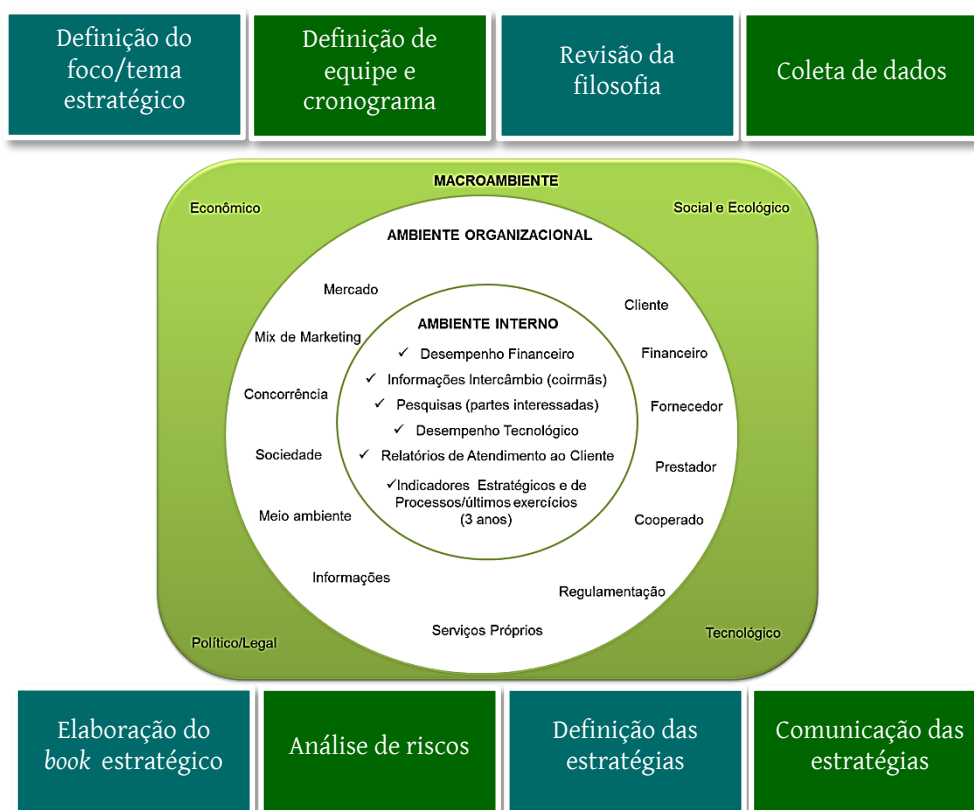 Definição do
foco/tema
estratégico
Definição de
equipe e
cronograma
Revisão da
filosofia
Coleta de dados
MACROAMBIENTE
Econômico
Social e Ecológico
AMBIENTE ORGANIZACIONAL
Mercado
Mix de Marketing
Concorrência
Sociedade
Meio ambiente
Informações
Serviços Próprios
Cliente
Financeiro
Fornecedor
Prestador
Cooperado
Regulamentação
AMBIENTE INTERNO
✓ Desempenho Financeiro
✓ Informações Intercâmbio (coirmãs)
✓ Pesquisas (partes interessadas)
✓ Desempenho Tecnológico
✓ Relatórios de Atendimento ao Cliente
✓Indicadores Estratégicos e de
Processos/últimos exercícios
(3 anos)
Político/Legal
Tecnológico
Elaboração do
book estratégico
Análise de riscos
Definição das
estratégias
Comunicação das
estratégias